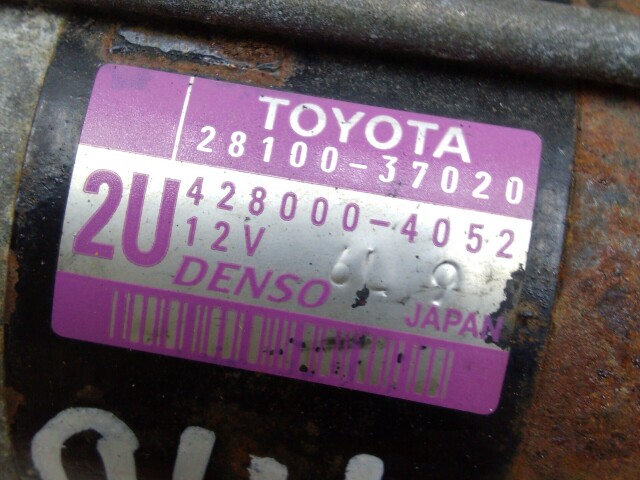 TOYOTA
28100-37020
2U
428000-4052
12V
DENSO
JAPAN